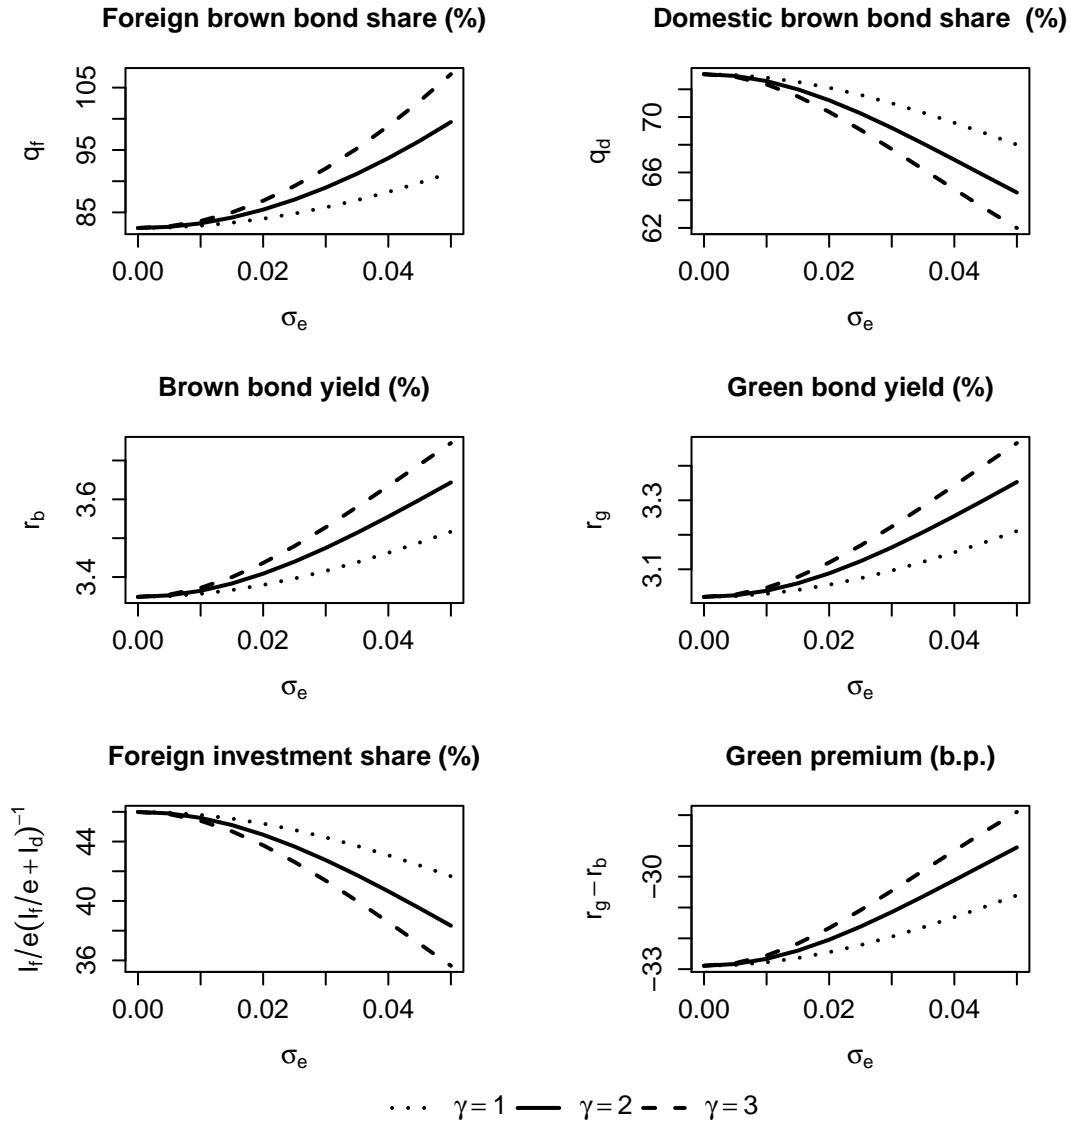 Foreign brown bond share (%)
q_f
85
95
105
0.00
0.02
0.04
σ_e
Domestic brown bond share (%)
q_d
62
66
70
0.00
0.02
0.04
σ_e
Brown bond yield (%)
r_b
3.4
3.6
0.00
0.02
0.04
σ_e
Green bond yield (%)
r_g
3.1
3.3
0.00
0.02
0.04
σ_e
Foreign investment share (%)
I_f/e(I_f/e + I_d)^−1
36
40
44
0.00
0.02
0.04
σ_e
Green premium (b.p.)
r_g − r_b
−33
−30
0.00
0.02
0.04
σ_e
γ = 1 γ = 2 γ = 3